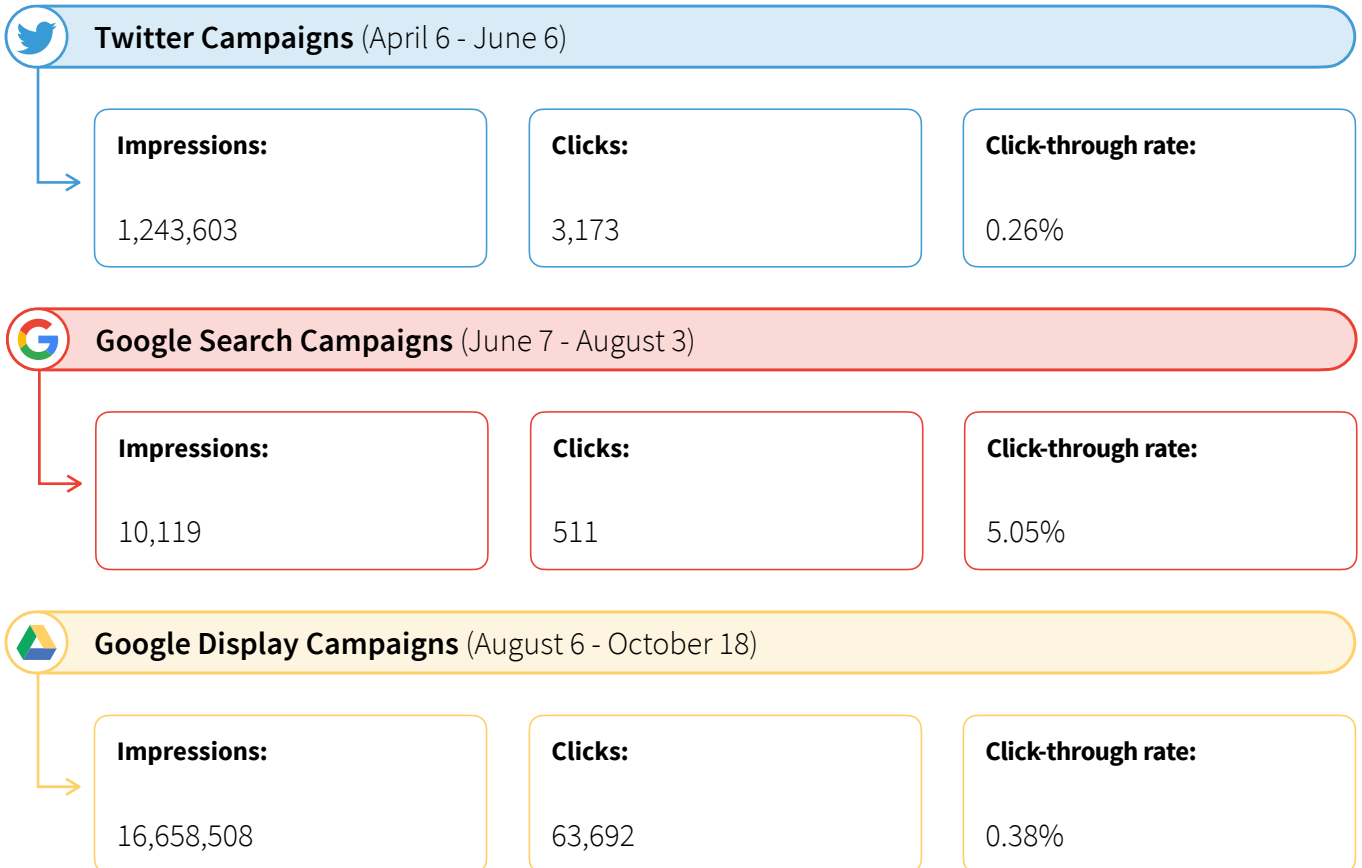 Twitter Campaigns (April 6 - June 6)
Impressions: Clicks: Click-through rate:
1,243,603 3,173 0.26%
Google Search Campaigns (June 7 - August 3)
Impressions: Clicks: Click-through rate:
10,119 511 5.05%
Google Display Campaigns (August 6 - October 18)
Impressions: Clicks: Click-through rate:
16,658,508 63,692 0.38%